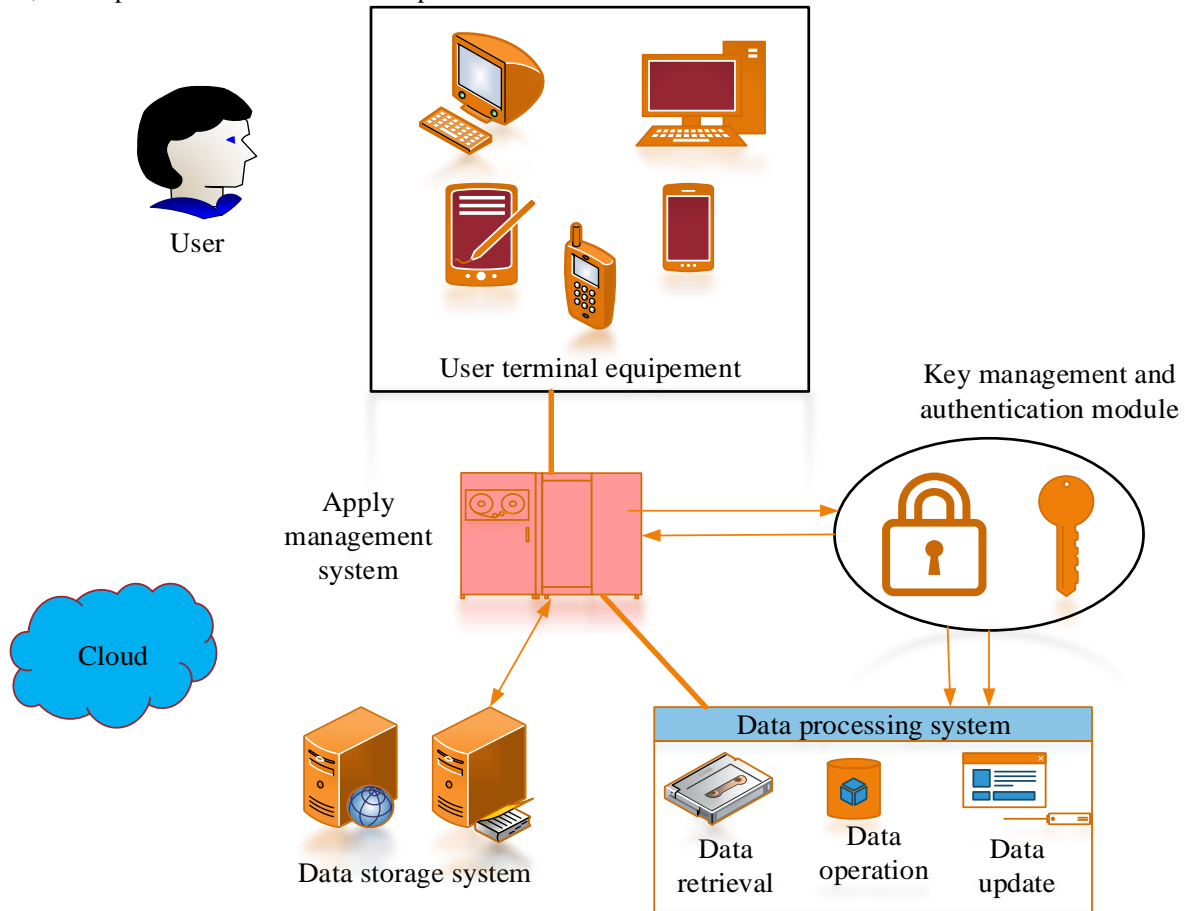 User
User terminal equipement
Key management and
authentication module
Apply
management
system
Cloud
Data processing system
Data storage system
Data
retrieval
Data
operation
Data
update